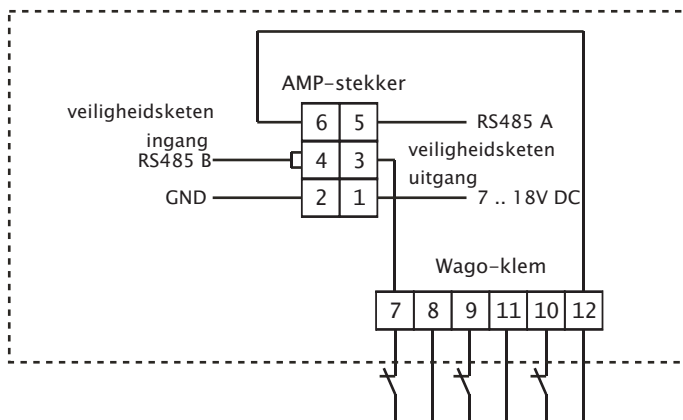 AMP-stekker
veiligheidsketen
ingang
6 5
RS485 A
RS485 B
4 3
veiligheidsketen
uitgang
GND
2 1
7 .. 18V DC
Wago-klem
7 8 9 11 10 12